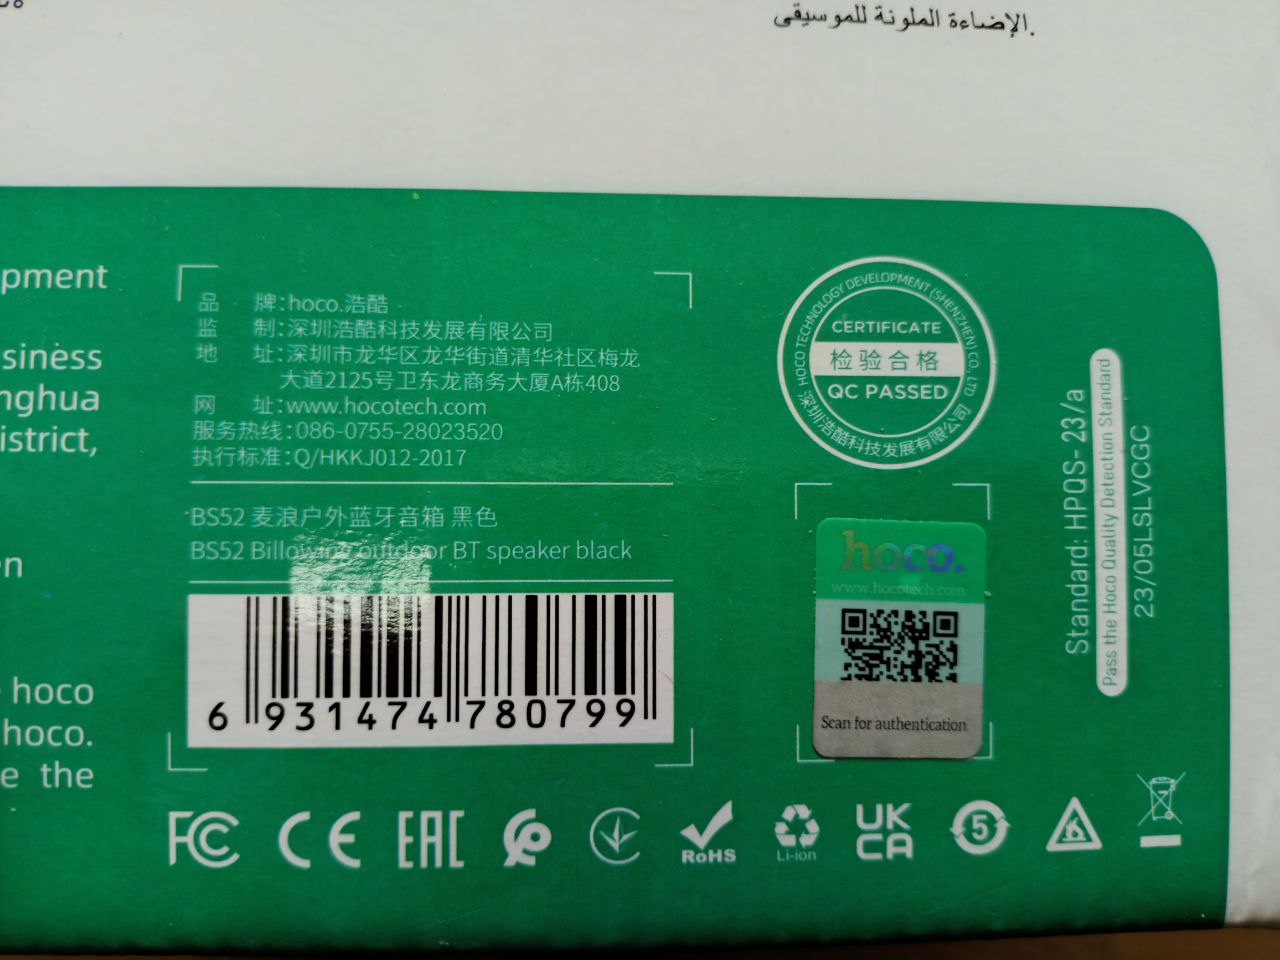 الإضاءة الملونة للموسيقى.
pment
siness
nghua
istrict,
en
hoco
hoco.
e the
品 牌:hoco.浩酷
监 制:深圳浩酷科技发展有限公司
地 址:深圳市龙华区龙华街道清华社区梅龙
大道2125号卫东龙商务大厦A栋408
网 址:www.hocotech.com
服务热线:086-0755-28023520
执行标准:Q/HKKJ012-2017
BS52 麦浪户外蓝牙音箱 黑色
BS52 Billowing outdoor BT speaker black
6 931474 780799
HOCO TECHNOLOGY DEVELOPMENT (SHENZHEN) CO., LTD.
CERTIFICATE
检验合格
QC PASSED
深圳浩酷科技发展有限公司
hoco.
www.hocotech.com
Scan for authentication
Standard: HPQS- 23/a
Pass the Hoco Quality Detection Standard
23/05LSLVCGC
FC CE EAC RoHS Li-ion UK CA 5 6